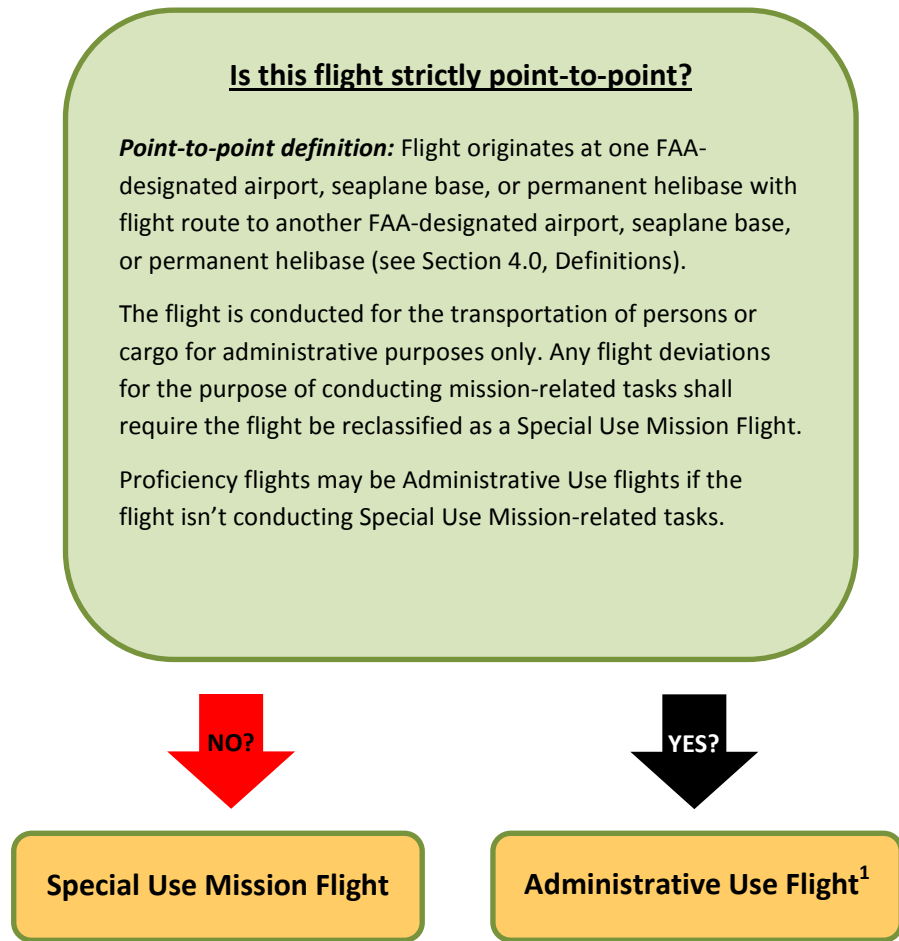 Is this flight strictly point-to-point?
Point-to-point definition: Flight originates at one FAA-
designated airport, seaplane base, or permanent helibase with
flight route to another FAA-designated airport, seaplane base,
or permanent helibase (see Section 4.0, Definitions).
The flight is conducted for the transportation of persons or
cargo for administrative purposes only. Any flight deviations
for the purpose of conducting mission-related tasks shall
require the flight be reclassified as a Special Use Mission Flight.
Proficiency flights may be Administrative Use flights if the
flight isn’t conducting Special Use Mission-related tasks.
NO?
YES?
Special Use Mission Flight
Administrative Use Flight¹